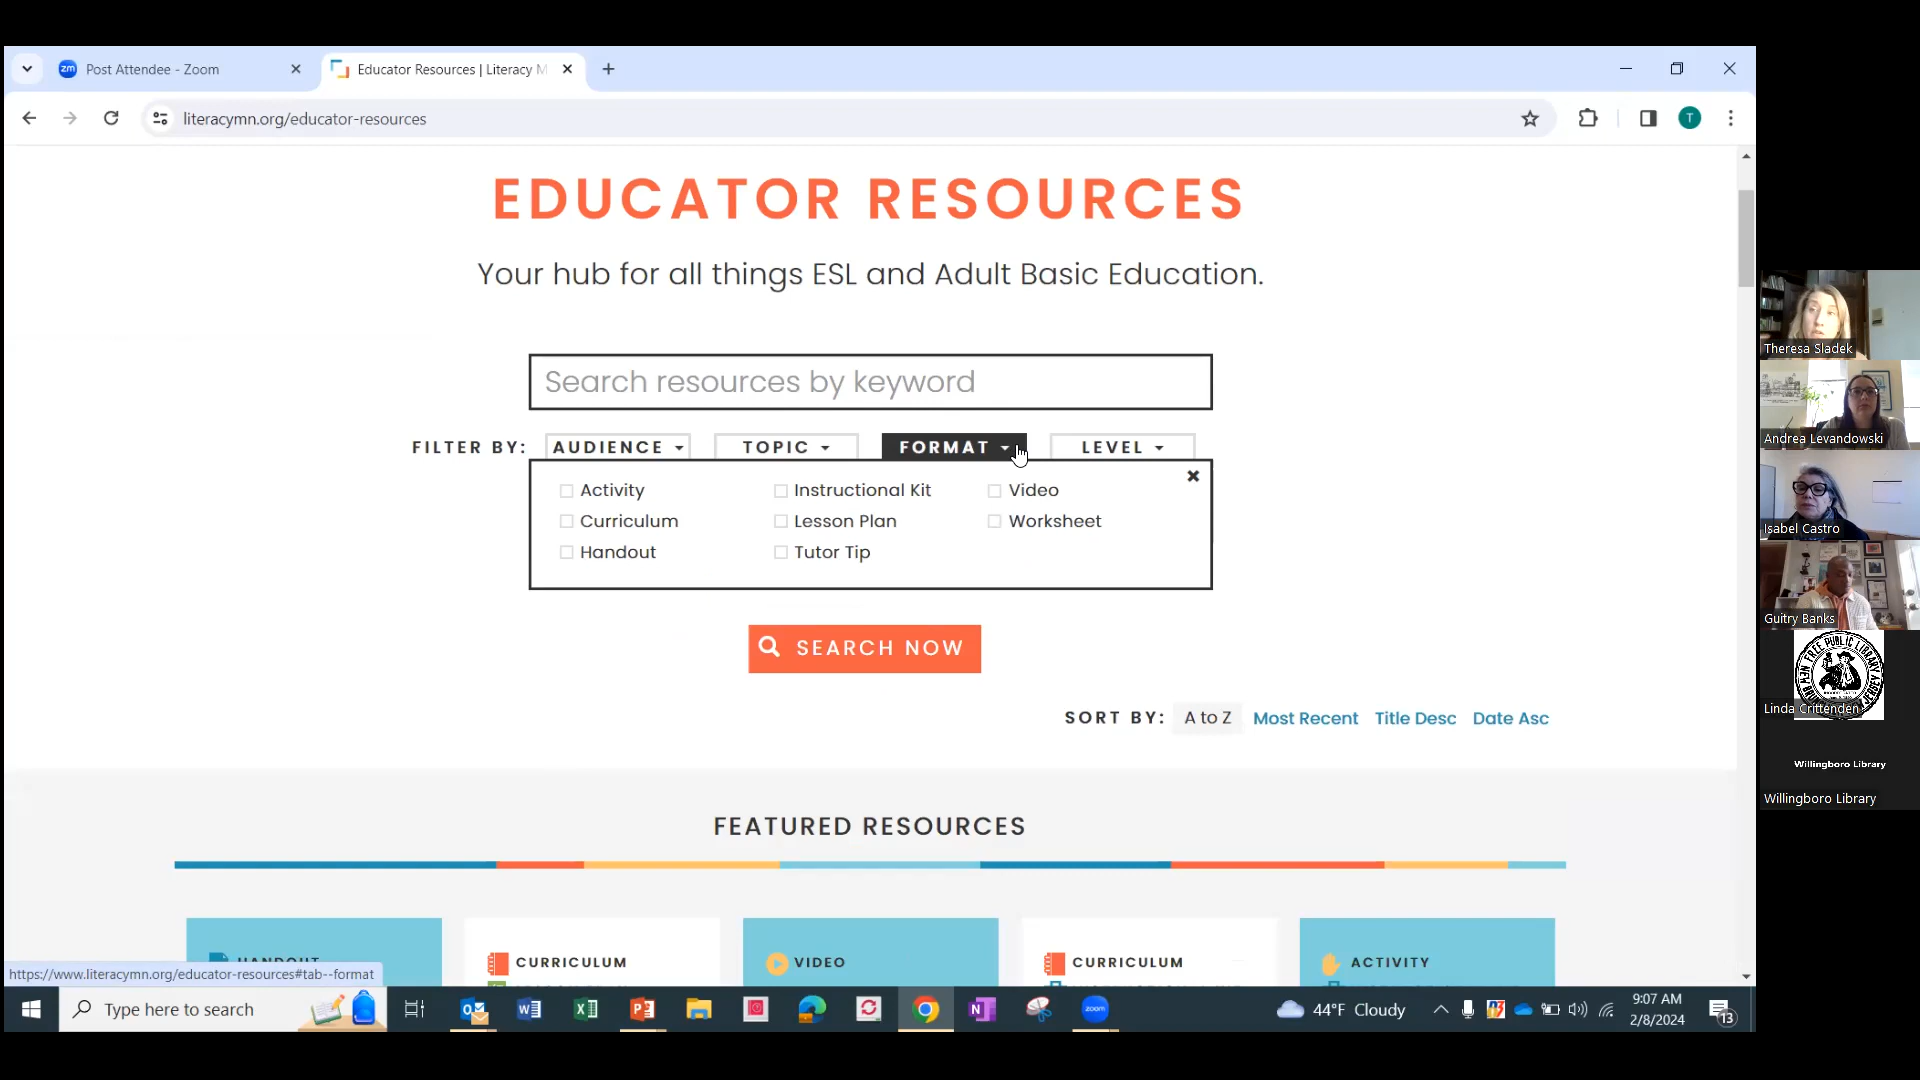 Post Attendee - Zoom
Educator Resources | Literacy M
literacymn.org/educator-resources
T
EDUCATOR RESOURCES
Your hub for all things ESL and Adult Basic Education.
Search resources by keyword
FILTER BY: AUDIENCE TOPIC FORMAT LEVEL
Activity Instructional Kit Video
Curriculum Lesson Plan Worksheet
Handout Tutor Tip
SEARCH NOW
SORT BY: A to Z Most Recent Title Desc Date Asc
FEATURED RESOURCES
HANDOUT CURRICULUM VIDEO CURRICULUM ACTIVITY
https://www.literacymn.org/educator-resources#tab--format
Type here to search
44°F Cloudy
9:07 AM
2/8/2024
13
Theresa Sladek
Andrea Levandowski
Isabel Castro
Guitry Banks
Linda Crittenden
Willingboro Library
Willingboro Library